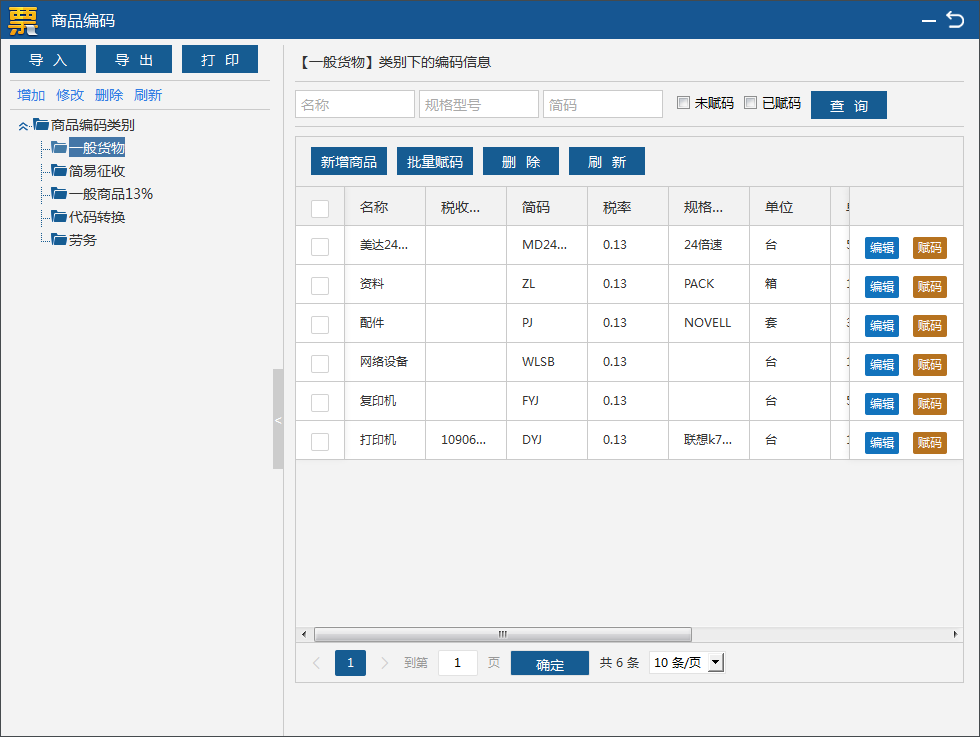 票 商品编码
导 入 导 出 打 印
增加 修改 删除 刷新
商品编码类别
一般货物
简易征收
一般商品13%
代码转换
劳务
<
【一般货物】类别下的编码信息
名称 规格型号 简码 未赋码 已赋码 查 询
新增商品 批量赋码 删 除 刷 新
名称 税收... 简码 税率 规格... 单位
美达24... MD24... 0.13 24倍速 台 编辑 赋码
资料 ZL 0.13 PACK 箱 编辑 赋码
配件 PJ 0.13 NOVELL 套 编辑 赋码
网络设备 WLSB 0.13 台 编辑 赋码
复印机 FYJ 0.13 台 编辑 赋码
打印机 10906... DYJ 0.13 联想k7... 台 编辑 赋码
1 到第 1 页 确定 共 6 条 10 条/页